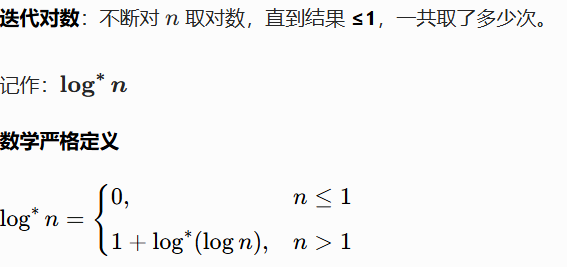 迭代对数：不断对 n 取对数，直到结果 ≤1，一共取了多少次。
记作：log* n
数学严格定义
log* n = { 0, n ≤ 1
1 + log*(log n), n > 1